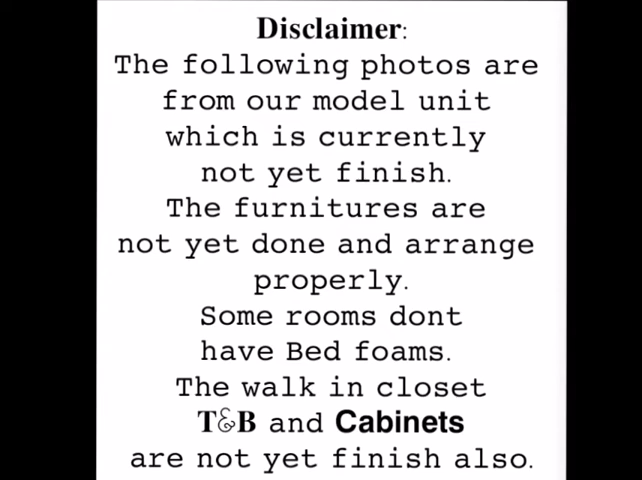 Disclaimer:
The following photos are
from our model unit
which is currently
not yet finish.
The furnitures are
not yet done and arrange
properly.
Some rooms dont
have Bed foams.
The walk in closet
T&B and Cabinets
are not yet finish also.